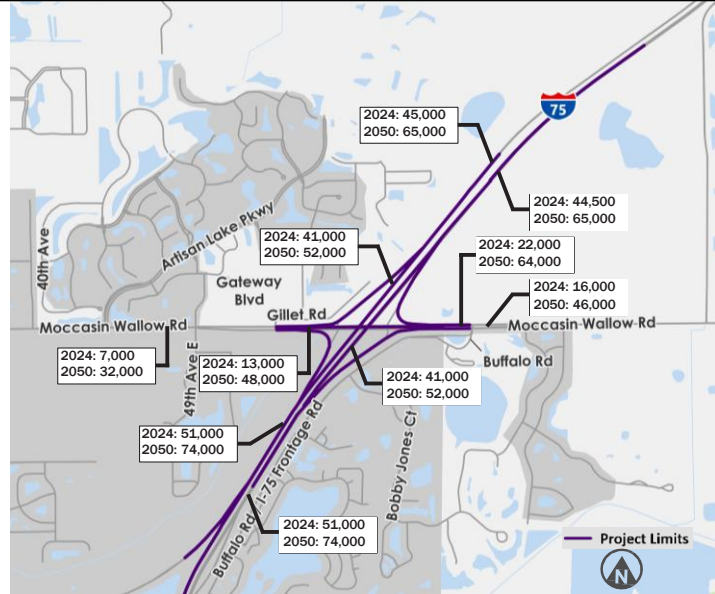 75
2024: 45,000
2050: 65,000
2024: 44,500
2050: 65,000
40th Ave
Artisan Lake Pkwy
2024: 41,000
2050: 52,000
2024: 22,000
2050: 64,000
Gateway
Blvd
2024: 16,000
2050: 46,000
Gillet Rd
Moccasin Wallow Rd
Moccasin Wallow Rd
2024: 7,000
2050: 32,000
49th Ave E
2024: 13,000
2050: 48,000
Buffalo Rd
2024: 41,000
2050: 52,000
2024: 51,000
2050: 74,000
Buffalo Rd / I-75 Frontage Rd
Bobby Jones Ct
2024: 51,000
2050: 74,000
Project Limits
N